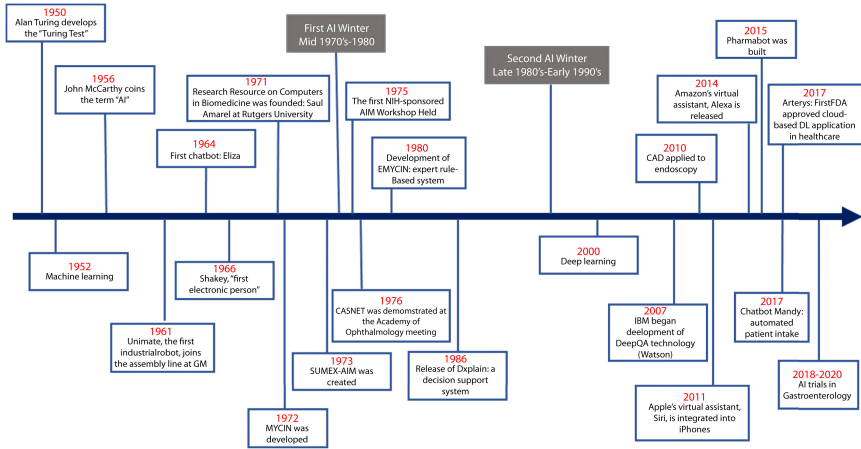 1950
Alan Turing develops
the “Turing Test”
1956
John McCarthy coins
the term “AI”
1964
First chatbot: Eliza
1971
Research Resource on Computers
in Biomedicine was founded: Saul
Amarel at Rutgers University
First AI Winter
Mid 1970's-1980
1975
The first NIH-sponsored
AIM Workshop Held
1980
Development of
EMYCIN: expert rule-
Based system
Second AI Winter
Late 1980's-Early 1990's
2010
CAD applied to
endoscopy
2014
Amazon's virtual
assistant, Alexa is
released
2015
Pharmabot was
built
2017
Arterys: FirstFDA
approved cloud-
based DL application
in healthcare
1952
Machine learning
1961
Unimate, the first
industrialrobot, joins
the assembly line at GM
1966
Shakey, “first
electronic person”
1972
MYCIN was
developed
1973
SUMEX-AIM was
created
1976
CASNET was demomstrated at
the Academy of
Ophthalmology meeting
1986
Release of Dxplain: a
decision support
system
2000
Deep learning
2007
IBM began
deelopment of
DeepQA technology
(Watson)
2011
Apple's virtual assistant,
Siri, is integrated into
iPhones
2017
Chatbot Mandy:
automated
patient intake
2018-2020
AI trials in
Gastroenterology